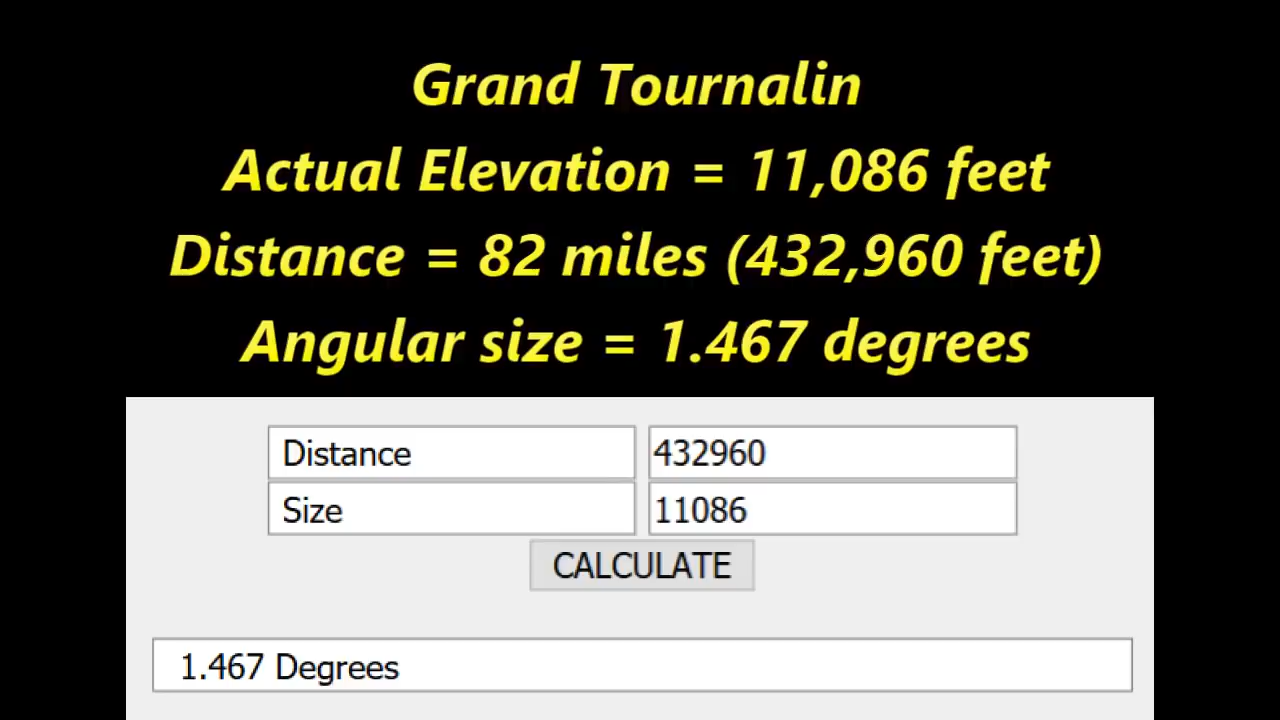 Grand Tournalin
Actual Elevation = 11,086 feet
Distance = 82 miles (432,960 feet)
Angular size = 1.467 degrees
Distance 432960
Size 11086
CALCULATE
1.467 Degrees